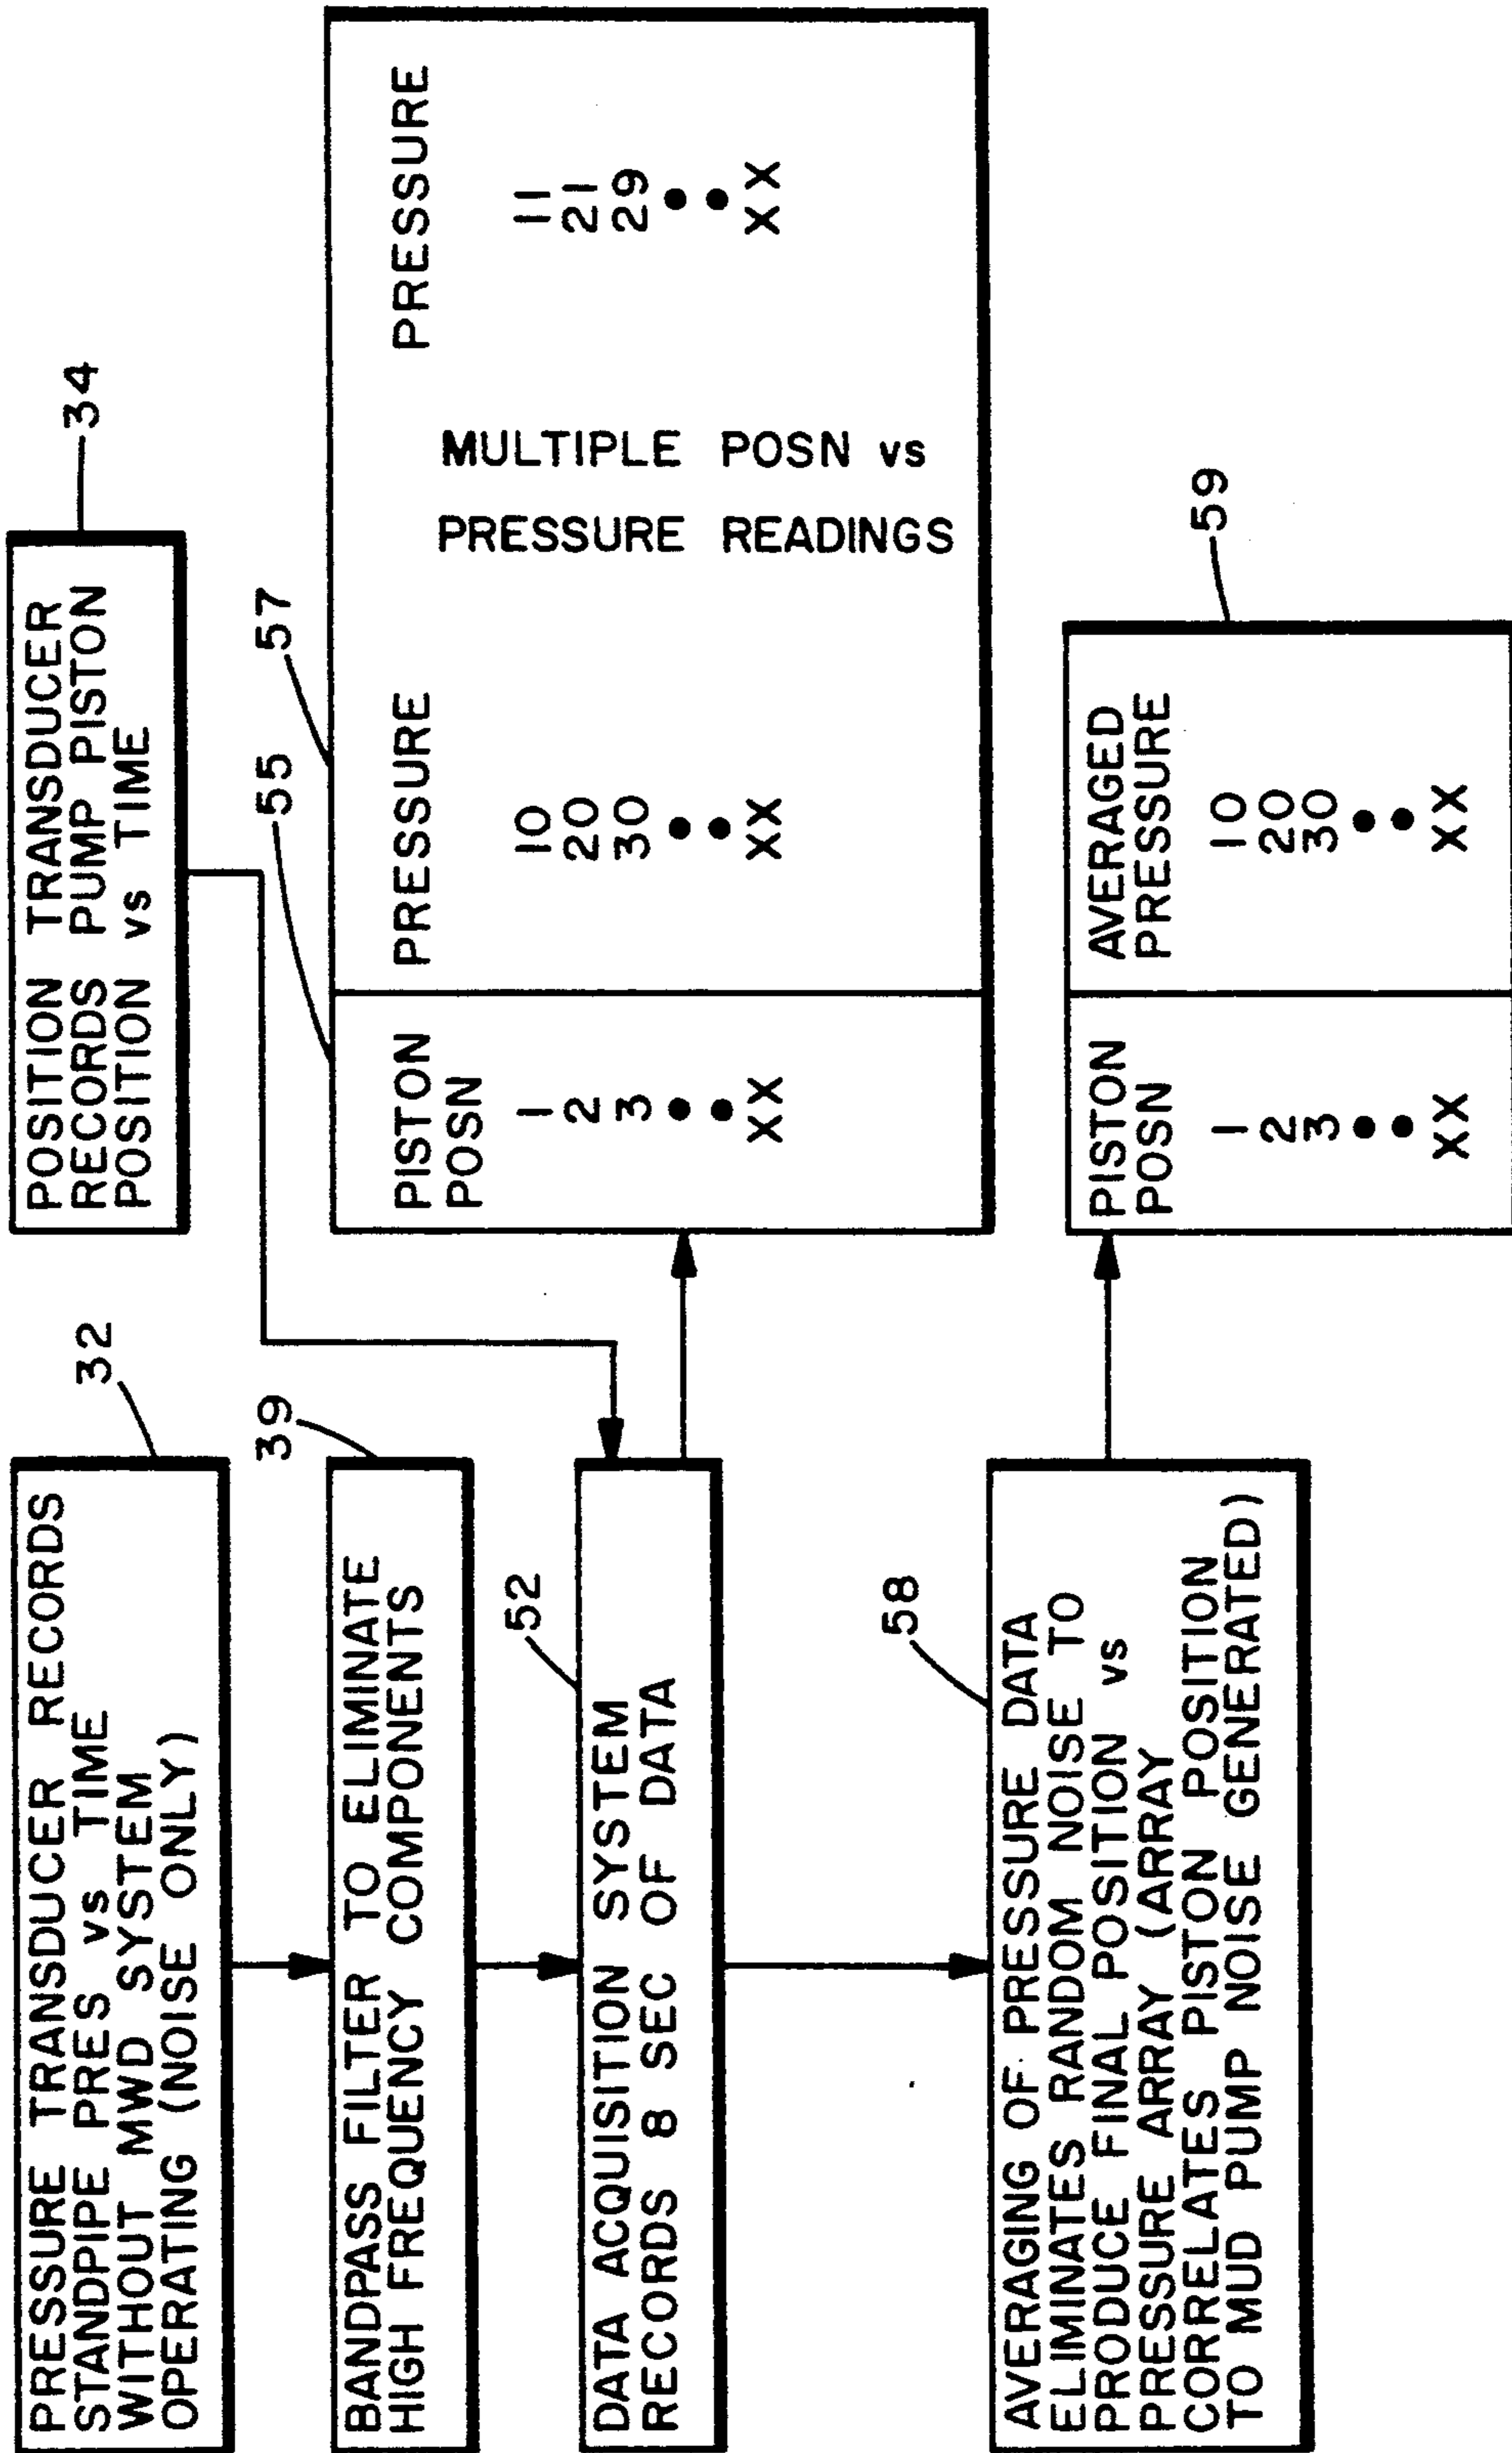 PRESSURE TRANSDUCER RECORDS
STANDPIPE PRES vs TIME
WITHOUT MWD SYSTEM
OPERATING (NOISE ONLY)
32
POSITION TRANSDUCER
RECORDS PUMP PISTON
POSITION vs TIME
34
BANDPASS FILTER TO ELIMINATE
HIGH FREQUENCY COMPONENTS
39
DATA ACQUISITION SYSTEM
RECORDS 8 SEC OF DATA
52
55
57
PISTON
POSN
1
2
3
XX
PRESSURE
10
20
30
XX
MULTIPLE POSN vs
PRESSURE READINGS
PRESSURE
11
21
29
XX
AVERAGING OF PRESSURE DATA
ELIMINATES RANDOM NOISE TO
PRODUCE FINAL POSITION vs
PRESSURE ARRAY (ARRAY
CORRELATES PISTON POSITION
TO MUD PUMP NOISE GENERATED)
58
PISTON
POSN
1
2
3
XX
AVERAGED
PRESSURE
10
20
30
XX
59